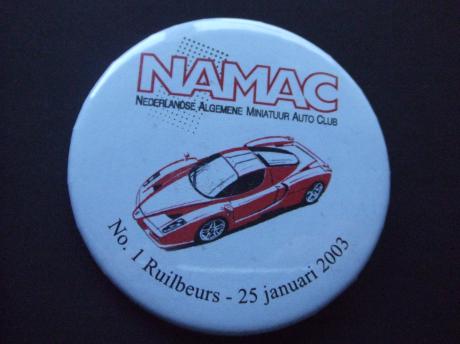 NAMAC
NEDERLANDSE ALGEMENE MINIATUUR AUTO CLUB
No. 1 Ruilbeurs - 25 januari 2003